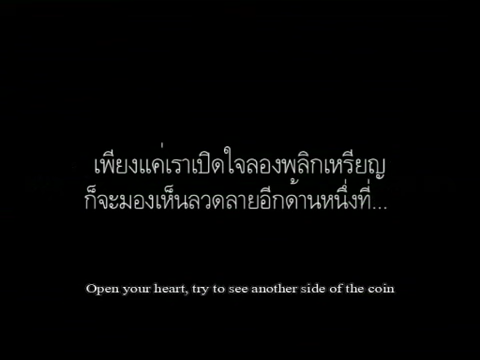 เพียงแค่เราเปิดใจลองพลิกเหรียญ
ก็จะมองเห็นลวดลายอีกด้านหนึ่งที่...
Open your heart, try to see another side of the coin